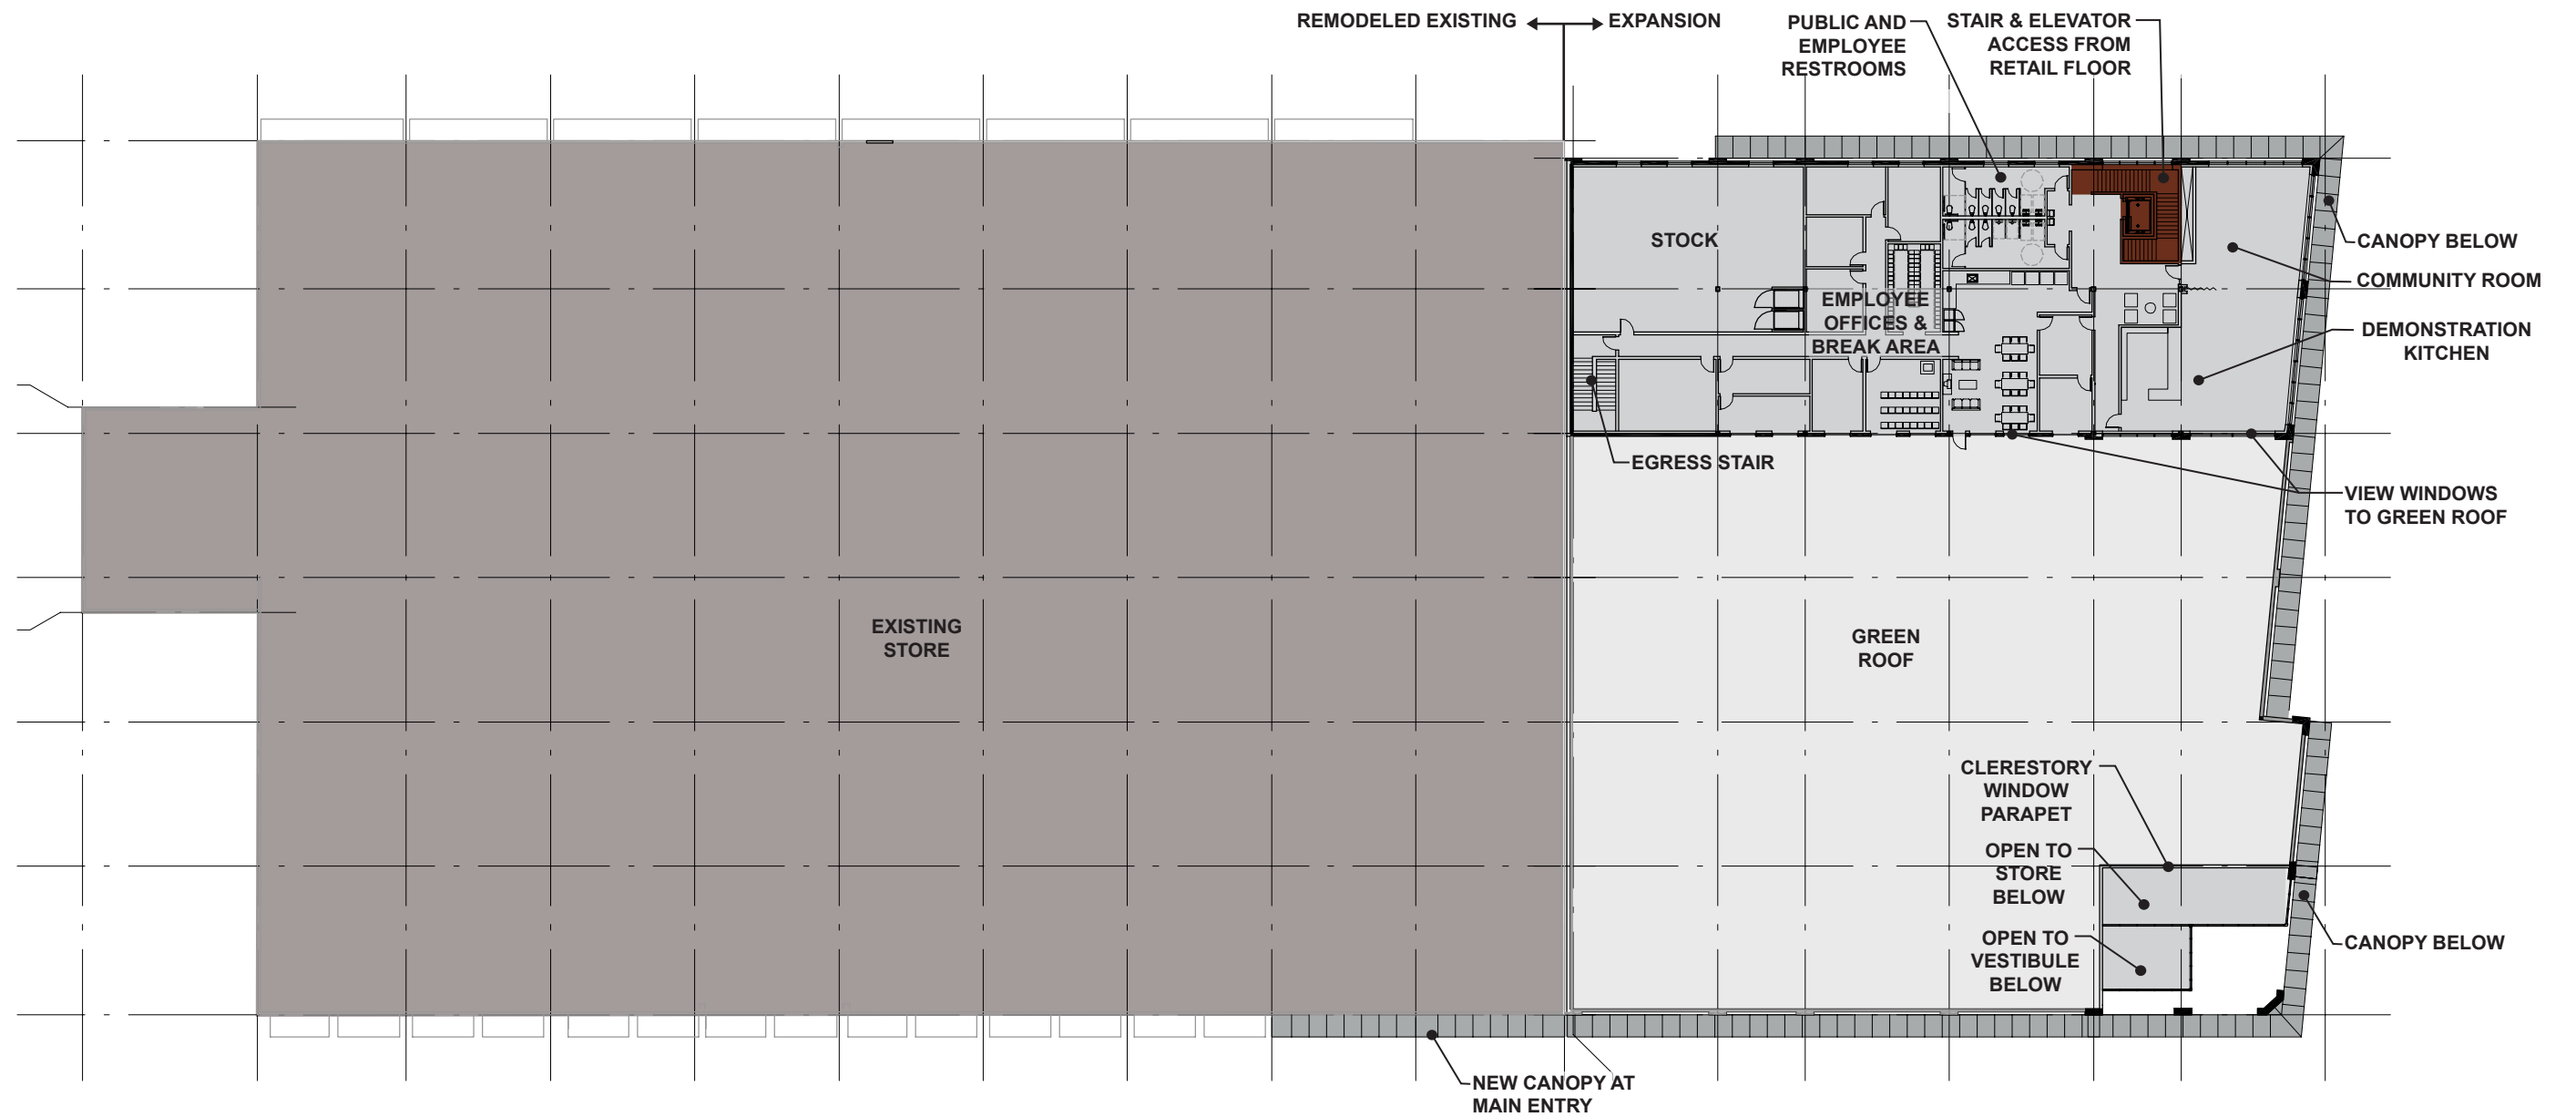 REMODELED EXISTING
EXPANSION
PUBLIC AND
EMPLOYEE
RESTROOMS
STAIR & ELEVATOR
ACCESS FROM
RETAIL FLOOR
STOCK
EMPLOYEE
OFFICES &
BREAK AREA
CANOPY BELOW
COMMUNITY ROOM
DEMONSTRATION
KITCHEN
EGRESS STAIR
VIEW WINDOWS
TO GREEN ROOF
EXISTING
STORE
GREEN
ROOF
CLERESTORY
WINDOW
PARAPET
OPEN TO
STORE
BELOW
OPEN TO
VESTIBULE
BELOW
CANOPY BELOW
NEW CANOPY AT
MAIN ENTRY